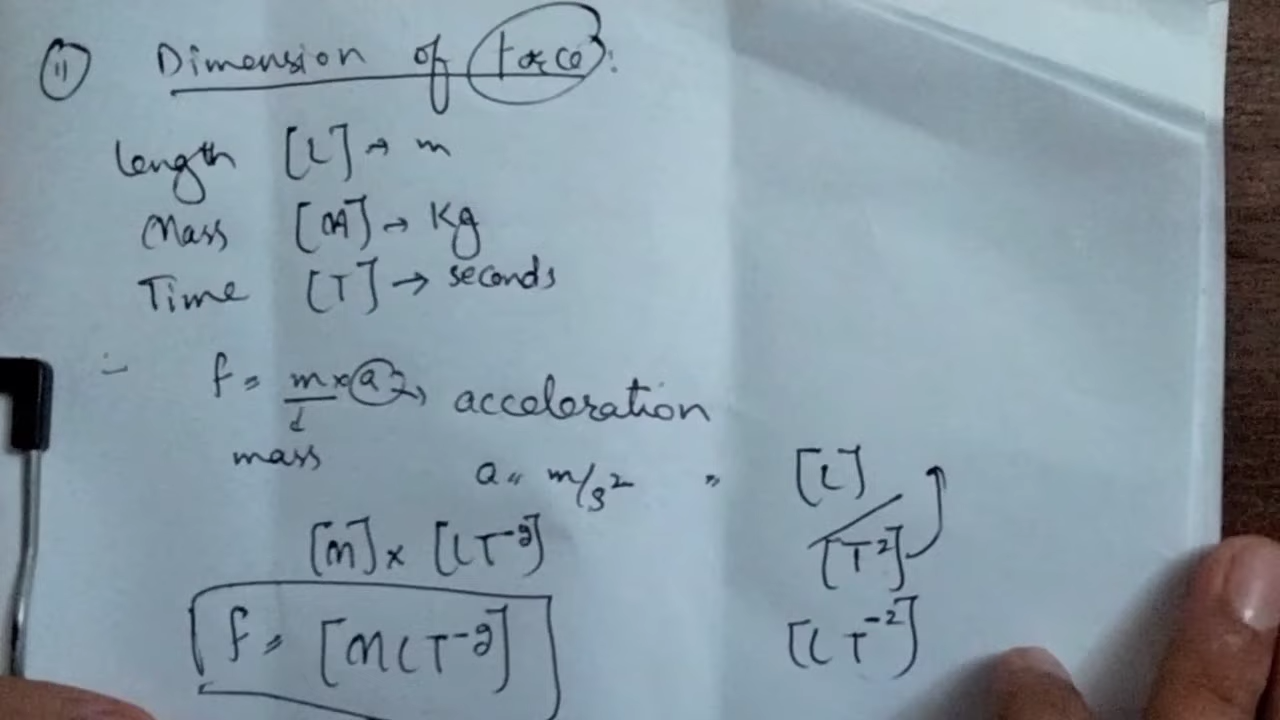 11 Dimension of force:
Length [L] → m
Mass [M] → Kg
Time [T] → seconds
∴ f = m x a → acceleration
mass
a = m/s² = [L] / [T²]
[M] x [LT⁻²]
[LT⁻²]
f = [MLT⁻²]